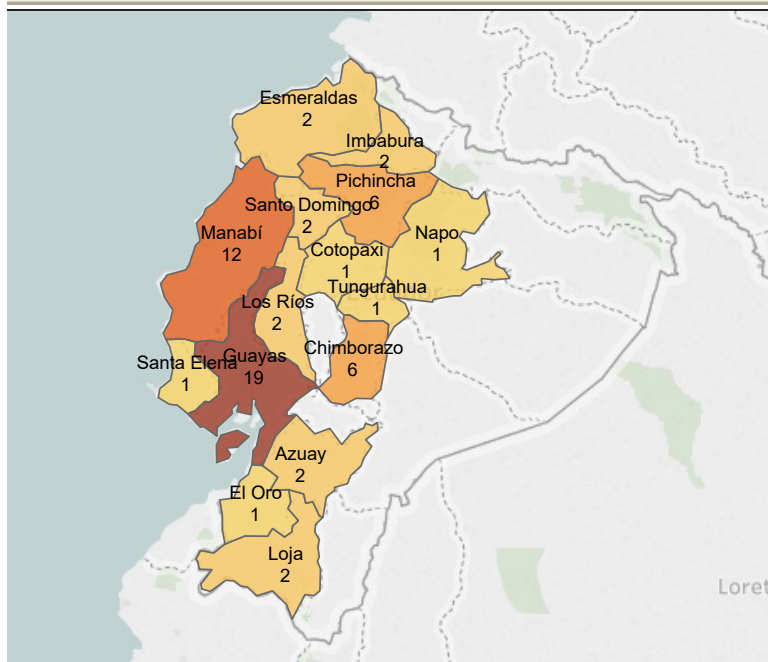 Esmeraldas
2
Imbabura
2
Pichincha
6
Santo Domingo
2
Manabí
12
Napo
1
Cotopaxi
1
Tungurahua
1
Los Ríos
2
Chimborazo
6
Santa Elena
1
Guayas
19
Azuay
2
El Oro
1
Loja
2
Loret